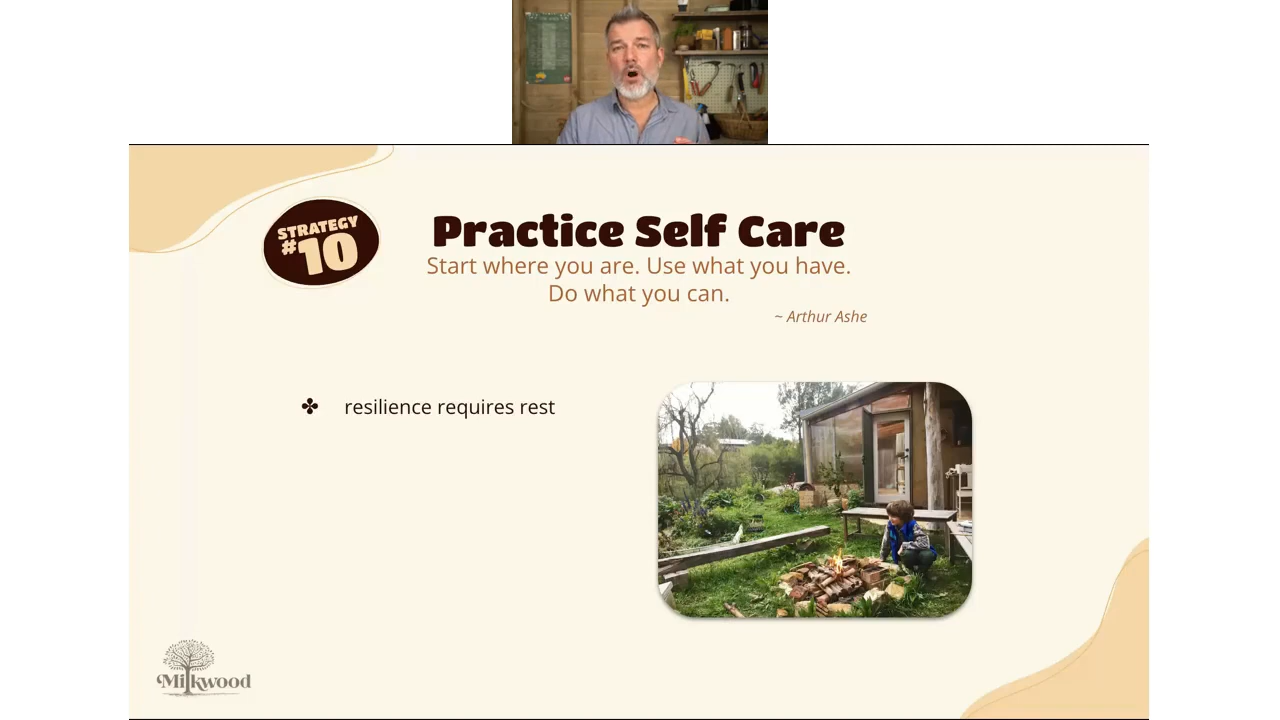 STRATEGY
#10
Practice Self Care
Start where you are. Use what you have.
Do what you can.
~ Arthur Ashe
✤ resilience requires rest
Milkwood